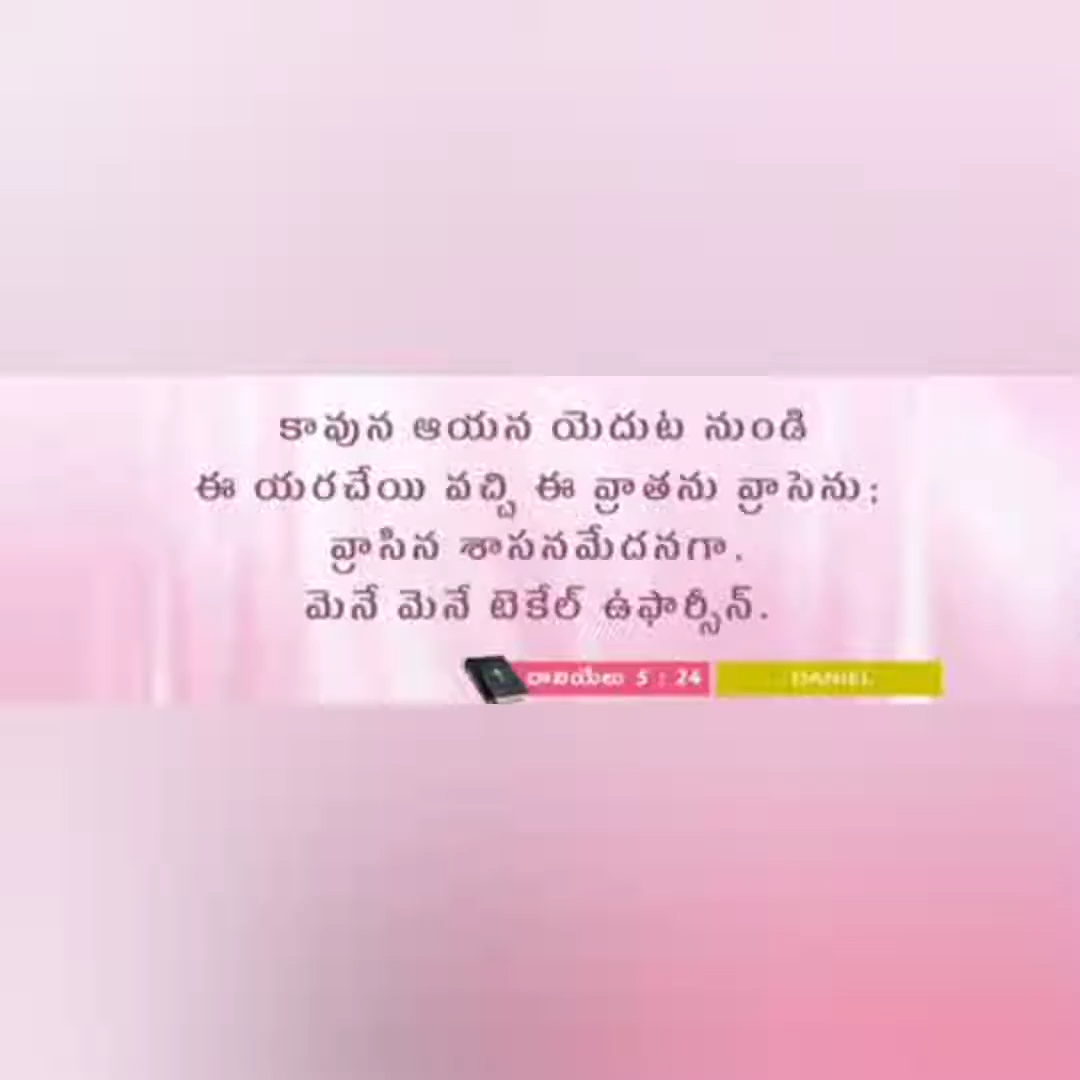 కావున ఆయన యెదుట నుండి
ఈ యరచేయి వచ్చి ఈ వ్రాతను వ్రాసెను;
వ్రాసిన శాసనమేదనగా.
మెనే మెనే టెకేల్ ఉఫార్సీన్.
దానియేలు 5 : 24 DANIEL